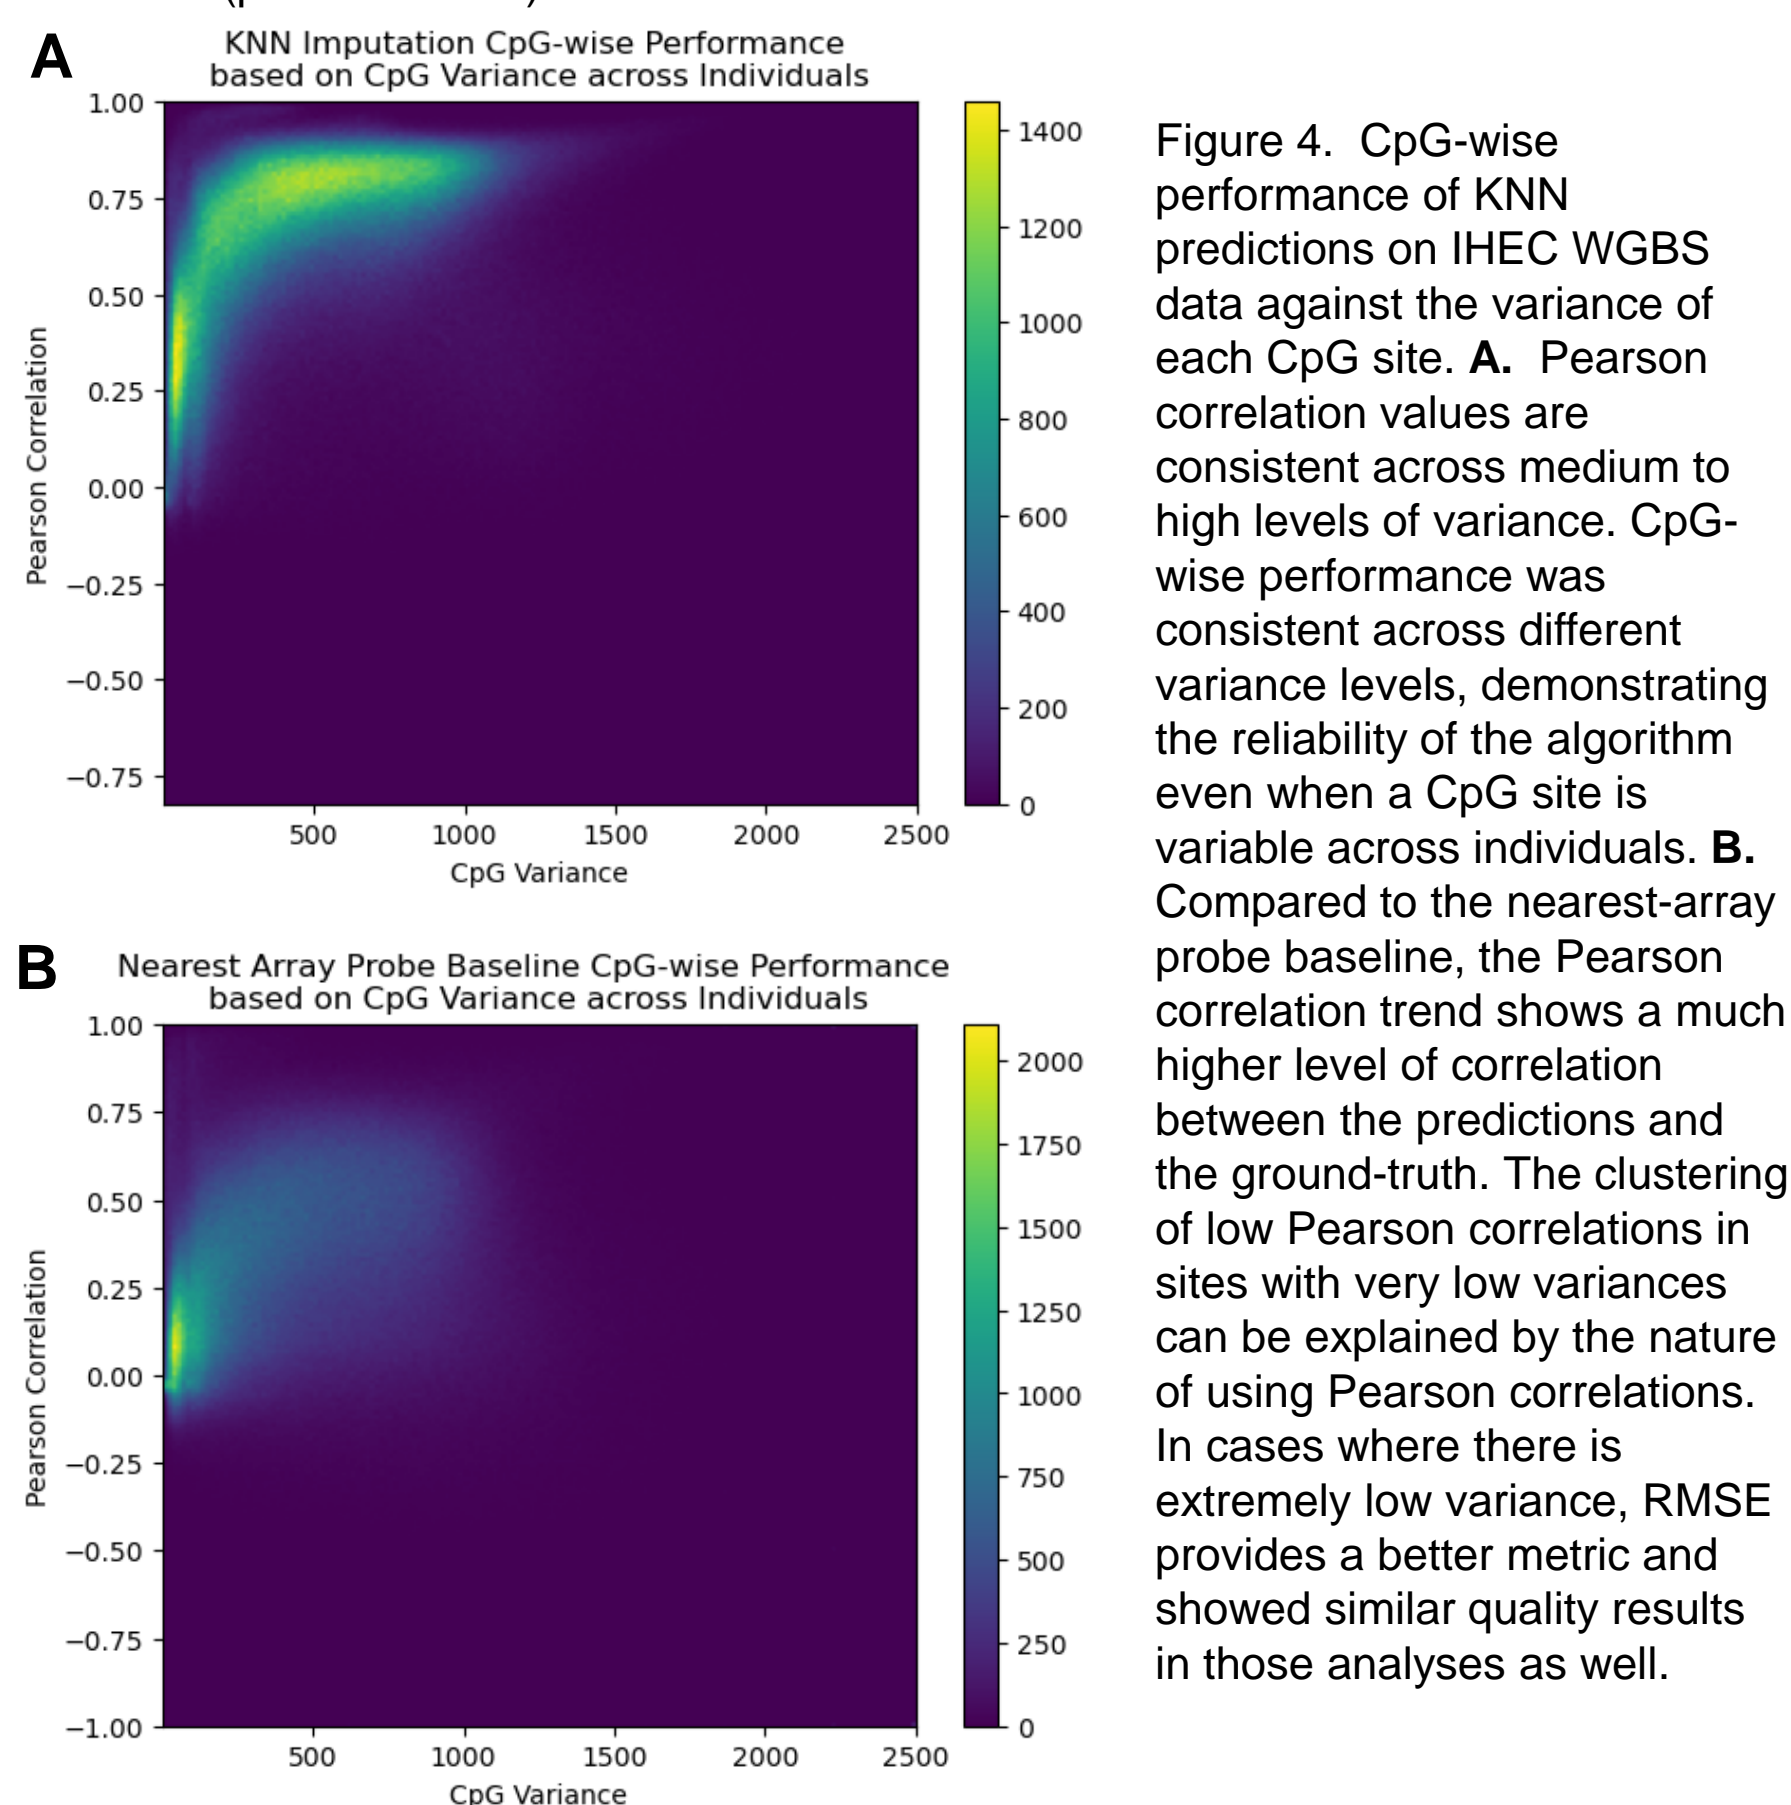 A
KNN Imputation CpG-wise Performance
based on CpG Variance across Individuals
1.00
0.75
0.50
0.25
0.00
−0.25
−0.50
−0.75
Pearson Correlation
500
1000
1500
2000
2500
CpG Variance
1400
1200
1000
800
600
400
200
0
B
Nearest Array Probe Baseline CpG-wise Performance
based on CpG Variance across Individuals
1.00
0.75
0.50
0.25
0.00
−0.25
−0.50
−0.75
−1.00
Pearson Correlation
500
1000
1500
2000
2500
CpG Variance
2000
1750
1500
1250
1000
750
500
250
0
Figure 4.  CpG-wise
performance of KNN
predictions on IHEC WGBS
data against the variance of
each CpG site. A.  Pearson
correlation values are
consistent across medium to
high levels of variance. CpG-
wise performance was
consistent across different
variance levels, demonstrating
the reliability of the algorithm
even when a CpG site is
variable across individuals. B.
Compared to the nearest-array
probe baseline, the Pearson
correlation trend shows a much
higher level of correlation
between the predictions and
the ground-truth. The clustering
of low Pearson correlations in
sites with very low variances
can be explained by the nature
of using Pearson correlations.
In cases where there is
extremely low variance, RMSE
provides a better metric and
showed similar quality results
in those analyses as well.